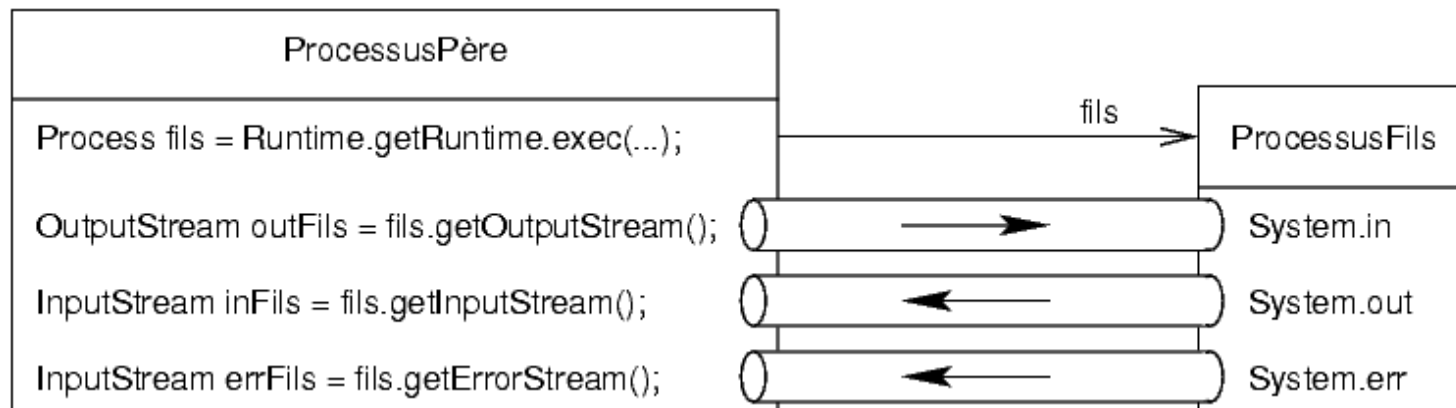 ProcessusPère
fils
Process fils = Runtime.getRuntime.exec(...);
ProcessusFils
OutputStream outFils = fils.getOutputStream();
System.in
InputStream inFils = fils.getInputStream();
System.out
InputStream errFils = fils.getErrorStream();
System.err